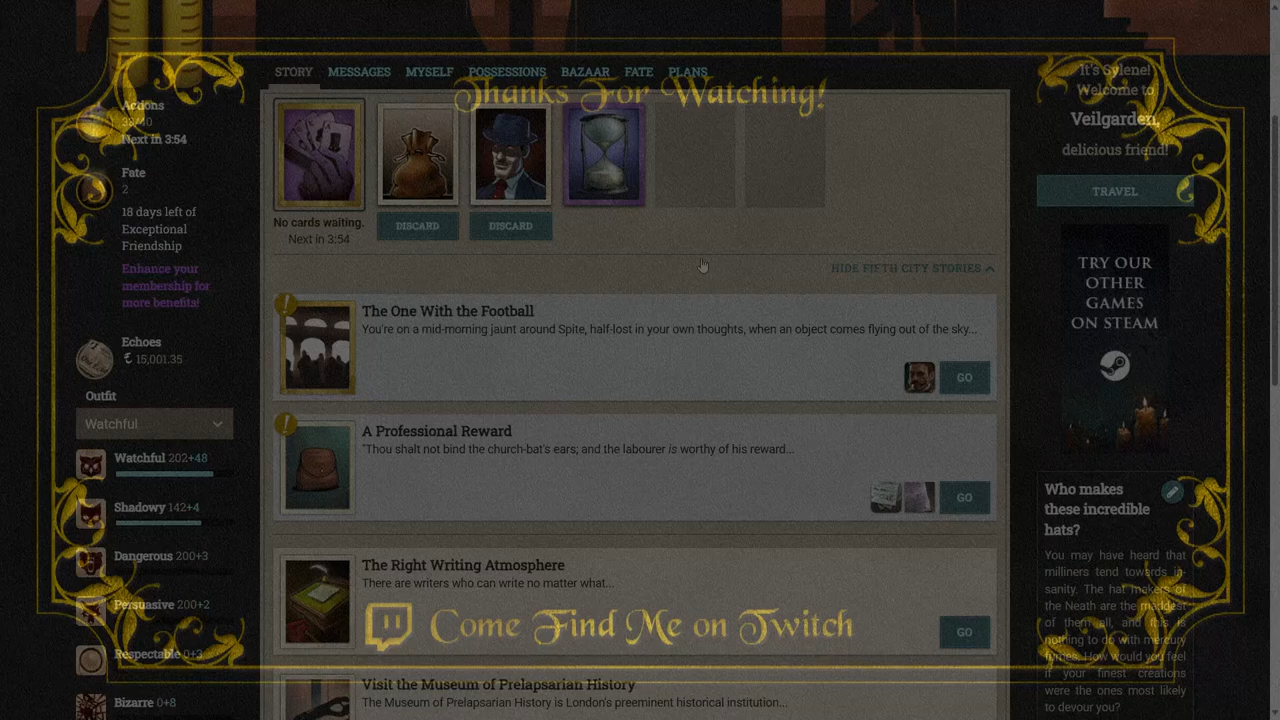 STORY MESSAGES MYSELF POSSESSIONS BAZAAR FATE PLANS
Thanks For Watching!
Actions
38/40
Next in 3:54
Fate
2
18 days left of
Exceptional
Friendship
Enhance your
membership for
more benefits!
Echoes
15,001.35
Outfit
Watchful
Watchful 202+48
Shadowy 142+4
Dangerous 200+3
Persuasive 200+2
Respectable 0+3
Bizarre 0+8
No cards waiting.
Next in 3:54
DISCARD
DISCARD
HIDE FIFTH CITY STORIES
The One With the Football
You're on a mid-morning jaunt around Spite, half-lost in your own thoughts, when an object comes flying out of the sky...
GO
A Professional Reward
"Thou shalt not bind the church-bat's ears; and the labourer is worthy of his reward...
GO
The Right Writing Atmosphere
There are writers who can write no matter what...
GO
Come Find Me on Twitch
Visit the Museum of Prelapsarian History
The Museum of Prelapsarian History is London's preeminent historical institution...
It's Sylene!
Welcome to
Veilgarden,
delicious friend!
TRAVEL
TRY OUR
OTHER
GAMES
ON STEAM
Who makes
these incredible
hats?
You may have heard that
milliners tend towards in-
sanity. The hat makers of
the Neath are the maddest
of them all, and this is
nothing to do with mercury
fumes. How would you feel
if your finest creations
were the ones most likely
to devour you?